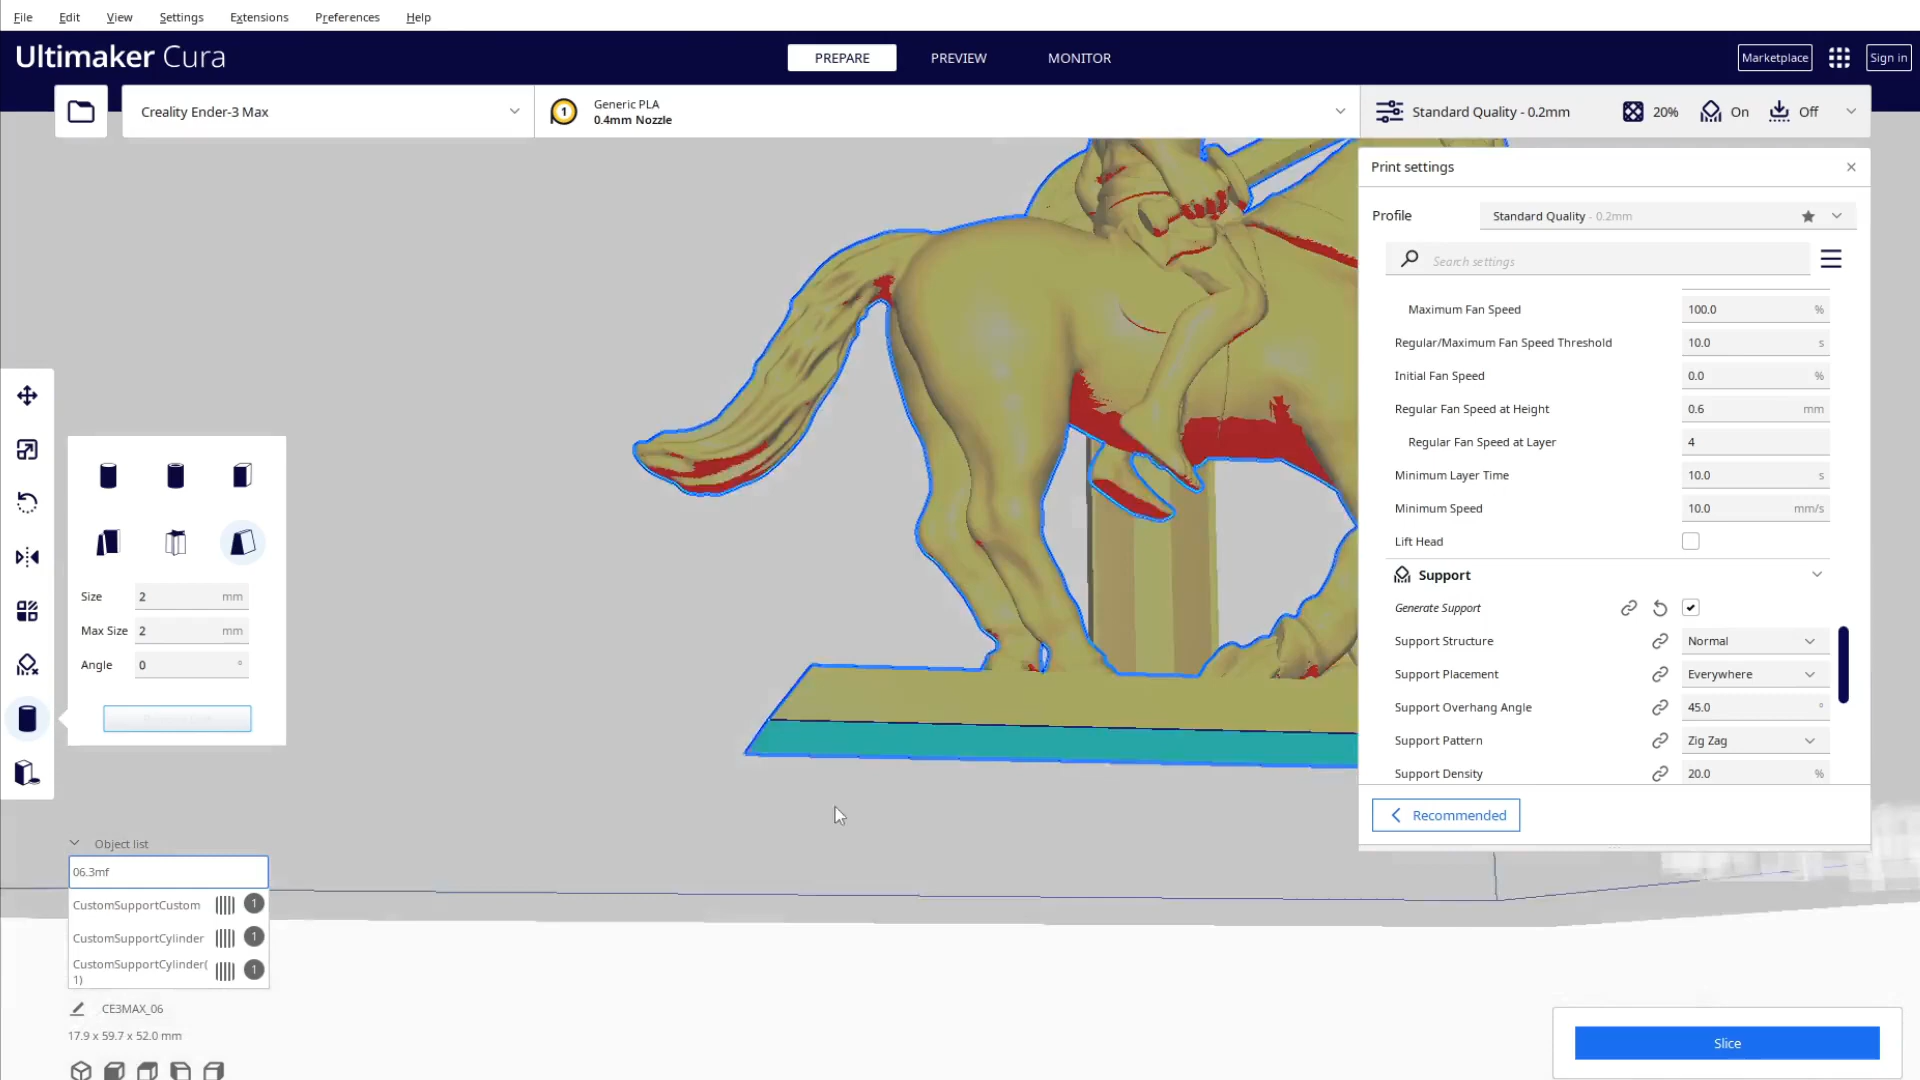 File Edit View Settings Extensions Preferences Help
Ultimaker Cura
PREPARE PREVIEW MONITOR
Marketplace Sign in
Creality Ender-3 Max
1 Generic PLA
0.4mm Nozzle
Standard Quality - 0.2mm 20% On Off
Print settings
Profile Standard Quality - 0.2mm
Search settings
Maximum Fan Speed 100.0 %
Regular/Maximum Fan Speed Threshold 10.0 s
Initial Fan Speed 0.0 %
Regular Fan Speed at Height 0.6 mm
Regular Fan Speed at Layer 4
Minimum Layer Time 10.0 s
Minimum Speed 10.0 mm/s
Lift Head
Support
Generate Support
Support Structure Normal
Support Placement Everywhere
Support Overhang Angle 45.0 °
Support Pattern Zig Zag
Support Density 20.0 %
Recommended
Size 2 mm
Max Size 2 mm
Angle 0 °
Object list
06.3mf
CustomSupportCustom 1
CustomSupportCylinder 1
CustomSupportCylinder(
1) 1
CE3MAX_06
17.9 x 59.7 x 52.0 mm
Slice